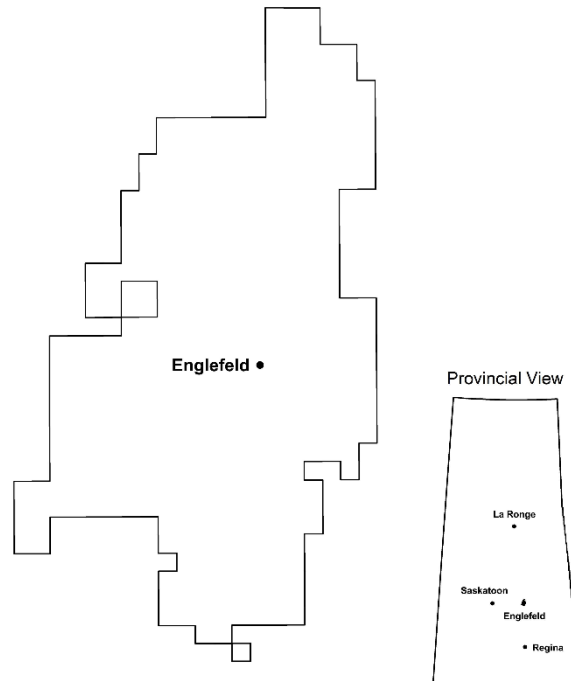 Englefeld
Provincial View
La Ronge
Saskatoon
Englefeld
Regina